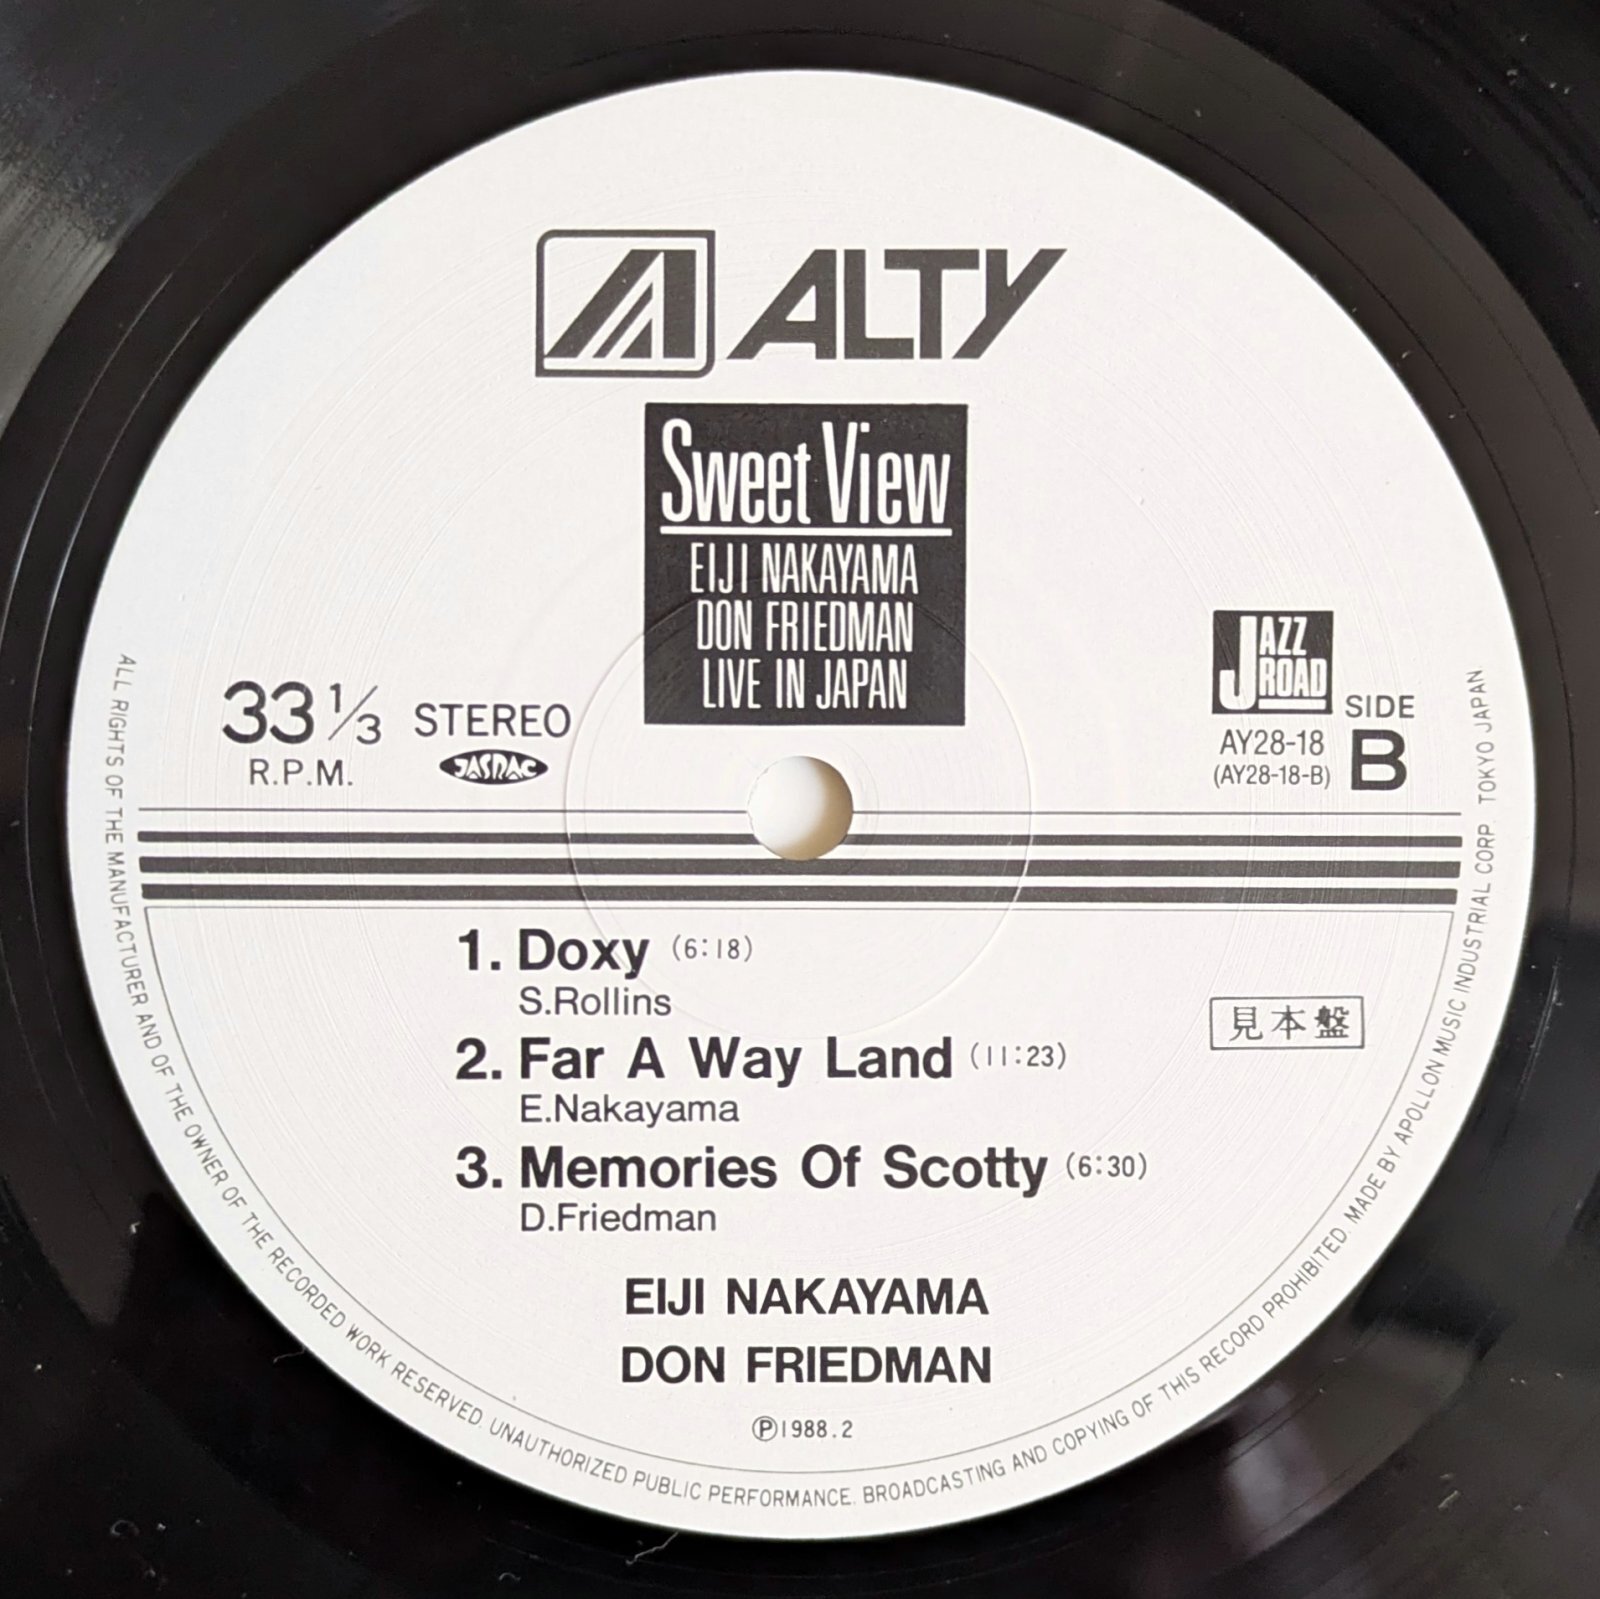 ALTY
Sweet View
EIJI NAKAYAMA
DON FRIEDMAN
LIVE IN JAPAN
33 1/3
R.P.M.
STEREO
JASRAC
JAZZ
ROAD
SIDE
B
AY28-18
(AY28-18-B)
1. Doxy (6:18)
S.Rollins
2. Far A Way Land (11:23)
E.Nakayama
3. Memories Of Scotty (6:30)
D.Friedman
見本盤
EIJI NAKAYAMA
DON FRIEDMAN
Ⓟ1988.2
ALL RIGHTS OF THE MANUFACTURER AND OF THE OWNER OF THE RECORDED WORK RESERVED. UNAUTHORIZED PUBLIC PERFORMANCE. BROADCASTING AND COPYING OF THIS RECORD PROHIBITED. MADE BY APOLLON MUSIC INDUSTRIAL CORP. TOKYO JAPAN